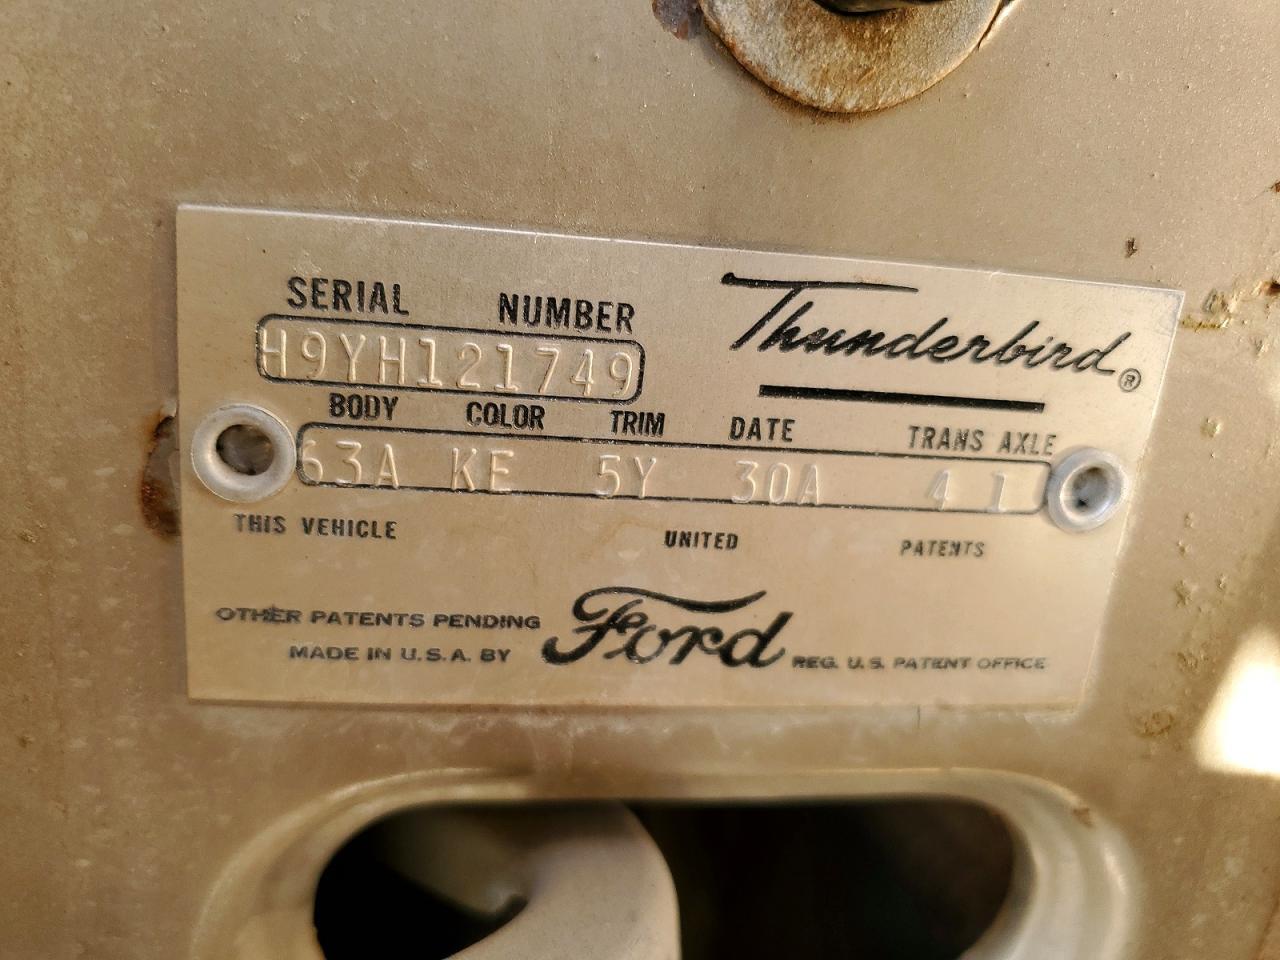 SERIAL NUMBER
H9YH121749
Thunderbird®
BODY COLOR TRIM DATE TRANS AXLE
63A KE 5Y 30A 4 1
THIS VEHICLE UNITED PATENTS
OTHER PATENTS PENDING
MADE IN U.S.A. BY Ford REG. U.S. PATENT OFFICE